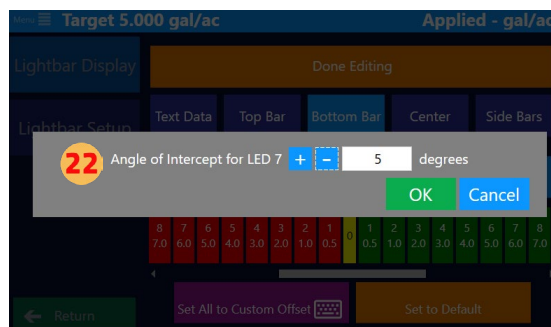 Menu Target 5.000 gal/ac Applied - gal/ac
Lightbar Display Done Editing
Text Data Top Bar Bottom Bar Center Side Bars
Lightbar Setup
22 Angle of Intercept for LED 7 + - 5 degrees
OK Cancel
8 7 6 5 4 3 2 1 0 1 2 3 4 5 6 7 8
7.0 6.0 5.0 4.0 3.0 2.0 1.0 0.5 0.5 1.0 2.0 3.0 4.0 5.0 6.0 7.0
Set All to Custom Offset Set to Default
Return